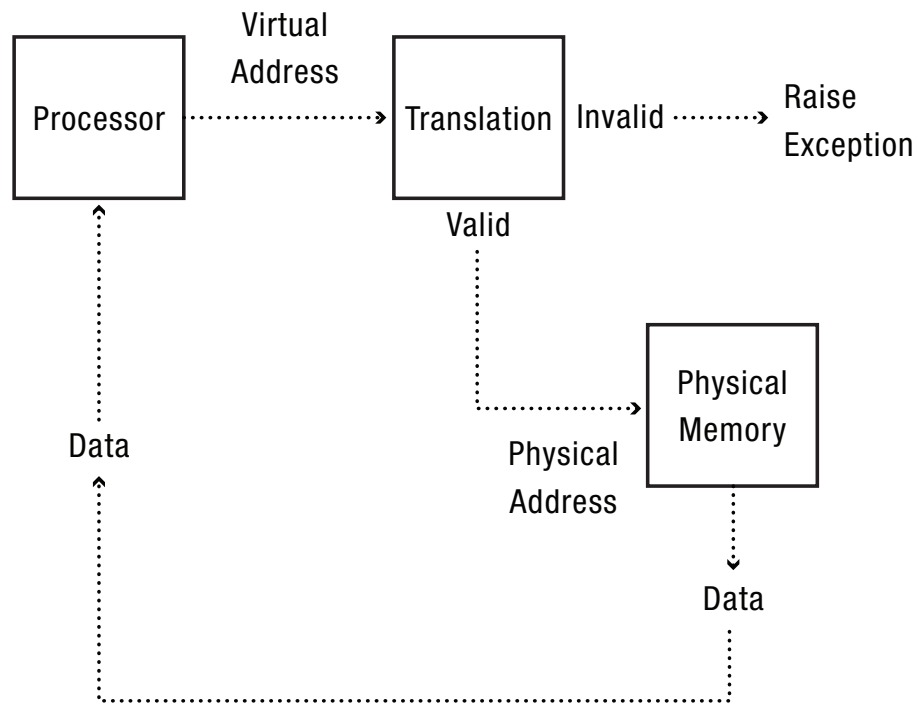 Virtual
Address
Processor
Translation
Invalid
Raise
Exception
Valid
Physical
Memory
Physical
Address
Data
Data